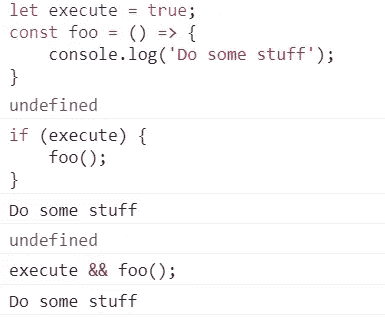 let execute = true;
const foo = () => {
    console.log('Do some stuff');
}
undefined
if (execute) {
    foo();
}
Do some stuff
undefined
execute && foo();
Do some stuff